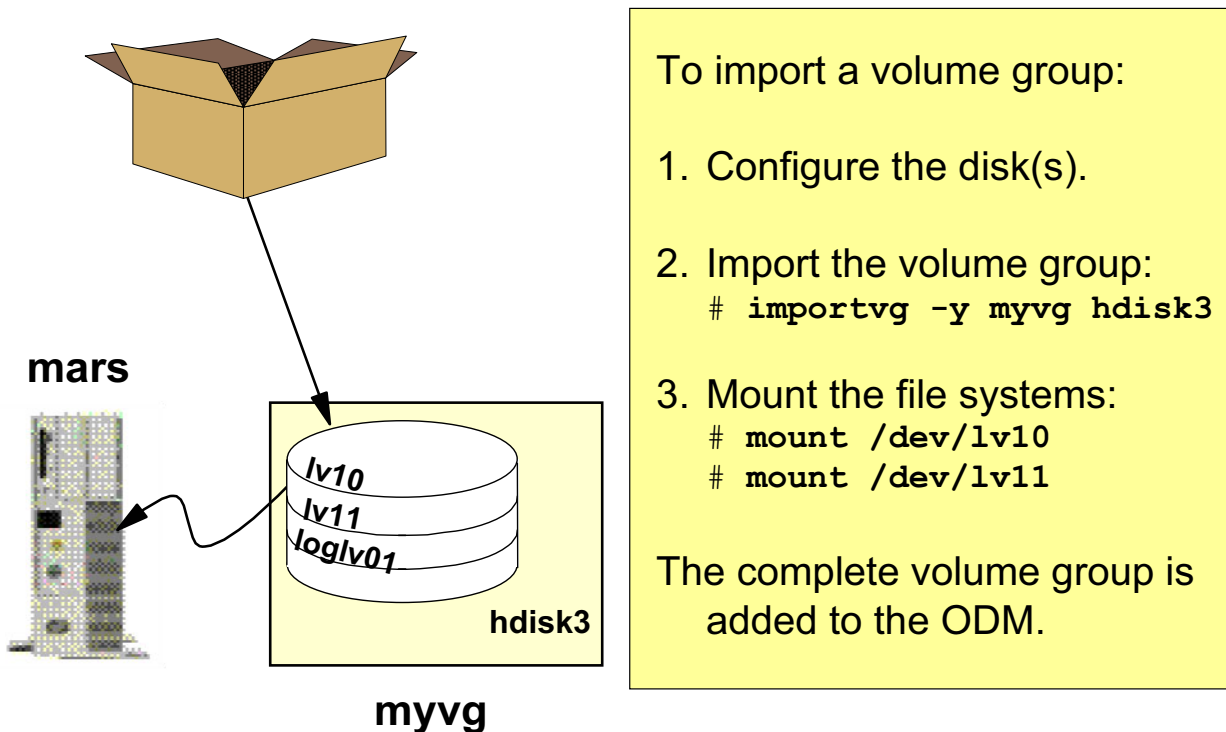 To import a volume group:
1. Configure the disk(s).
2. Import the volume group:
# importvg -y myvg hdisk3
3. Mount the file systems:
# mount /dev/lv10
# mount /dev/lv11
The complete volume group is
added to the ODM.
mars
lv10
lv11
loglv01
hdisk3
myvg